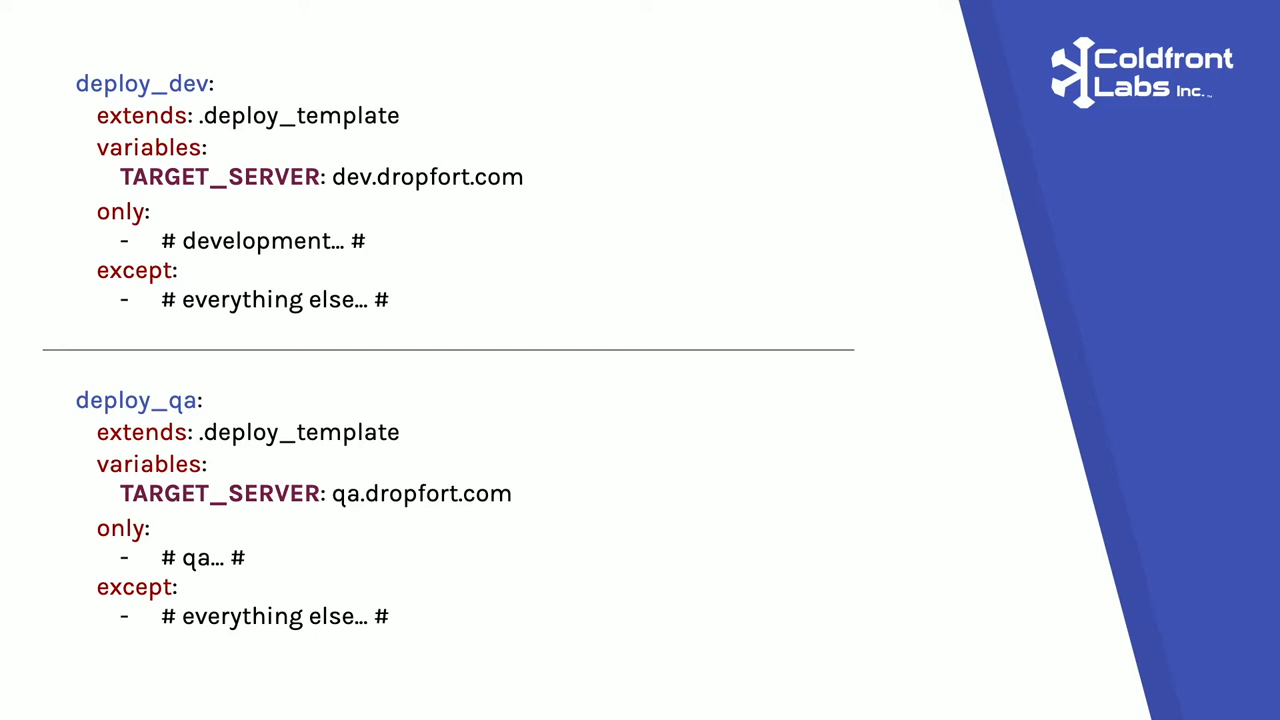 deploy_dev:
extends: .deploy_template
variables:
TARGET_SERVER: dev.dropfort.com
only:
- # development... #
except:
- # everything else... #
deploy_qa:
extends: .deploy_template
variables:
TARGET_SERVER: qa.dropfort.com
only:
- # qa... #
except:
- # everything else... #
Coldfront
Labs Inc.™